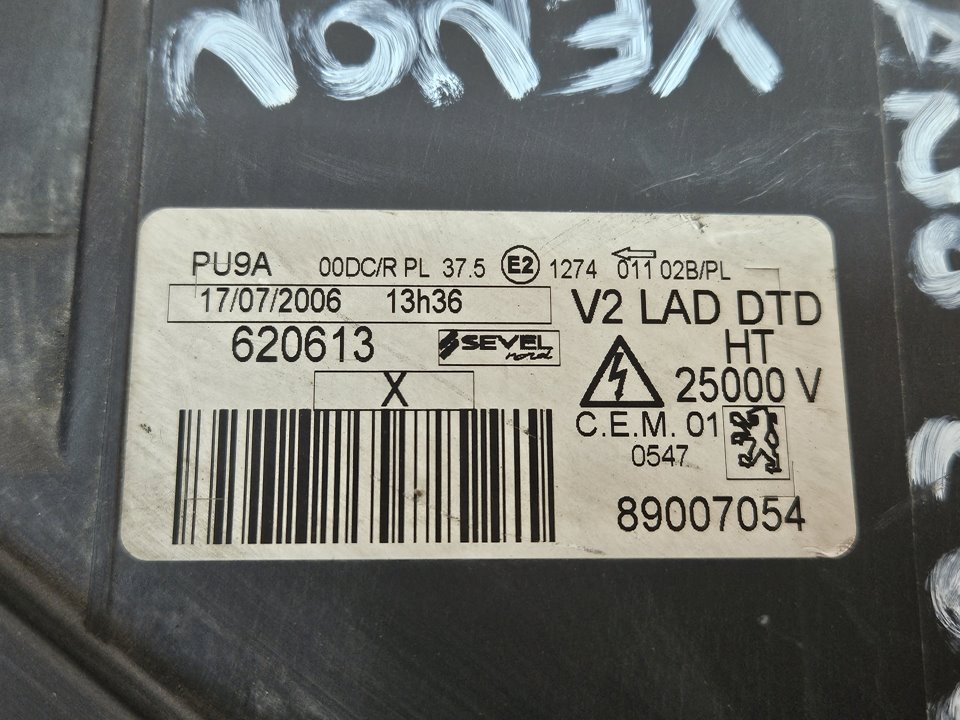 XENON
PU9A 00DC/R PL 37.5 E2 1274 011 02B/PL
17/07/2006 13h36 V2 LAD DTD
620613 SEVEL nord HT
X 25000 V
C.E.M. 01
0547
89007054